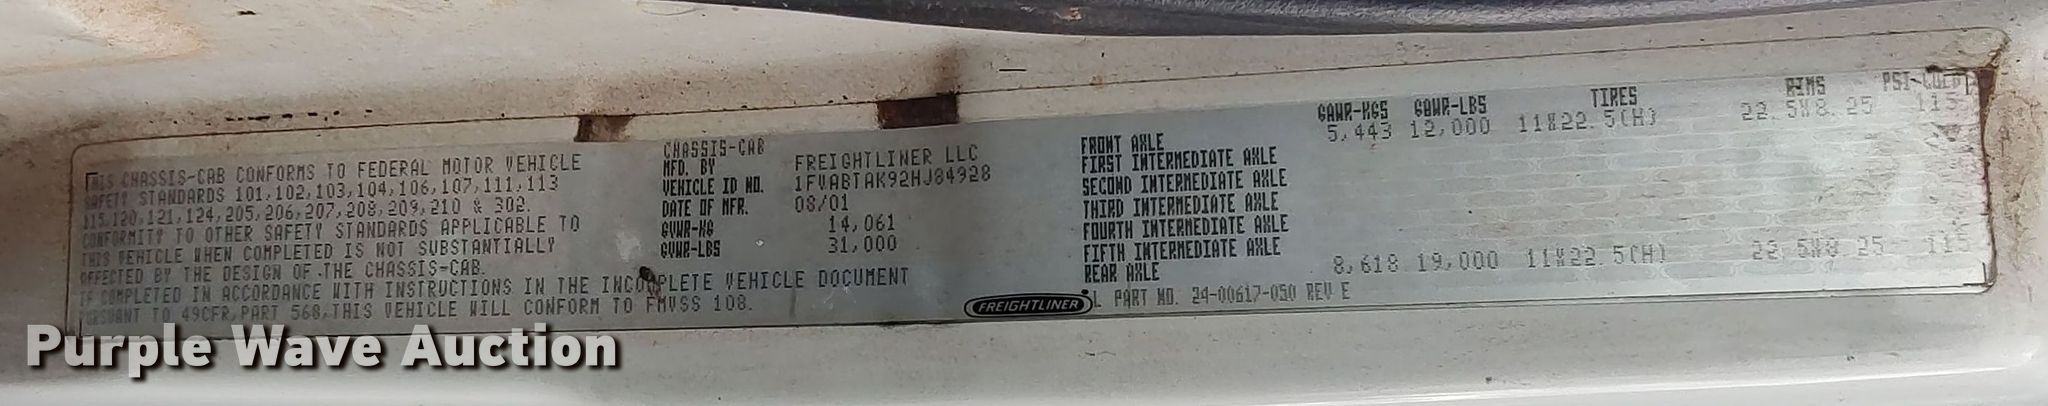 THIS CHASSIS-CAB CONFORMS TO FEDERAL MOTOR VEHICLE
SAFETY STANDARDS 101,102,103,104,106,107,111,113
115,120,121,124,205,206,207,208,209,210 & 302.
CONFORMITY TO OTHER SAFETY STANDARDS APPLICABLE TO
THIS VEHICLE WHEN COMPLETED IS NOT SUBSTANTIALLY
AFFECTED BY THE DESIGN OF THE CHASSIS-CAB.
IF COMPLETED IN ACCORDANCE WITH INSTRUCTIONS IN THE INCOMPLETE VEHICLE DOCUMENT
PURSUANT TO 49CFR,PART 568,THIS VEHICLE WILL CONFORM TO FMVSS 108.
CHASSIS-CAB
MFD. BY FREIGHTLINER LLC
VEHICLE ID NO. 1FVABTAK92HJ84928
DATE OF MFR. 08/01
GVWR-KG 14,061
GVWR-LBS 31,000
GAWR-KGS GAWR-LBS TIRES RIMS PSI-COLD
FRONT AXLE 5,443 12,000 11X22.5(H) 22.5X8.25 115
FIRST INTERMEDIATE AXLE
SECOND INTERMEDIATE AXLE
THIRD INTERMEDIATE AXLE
FOURTH INTERMEDIATE AXLE
FIFTH INTERMEDIATE AXLE
REAR AXLE 8,618 19,000 11X22.5(H) 22.5X8.25 115
FREIGHTLINER L PART NO. 24-00617-050 REV E
Purple Wave Auction